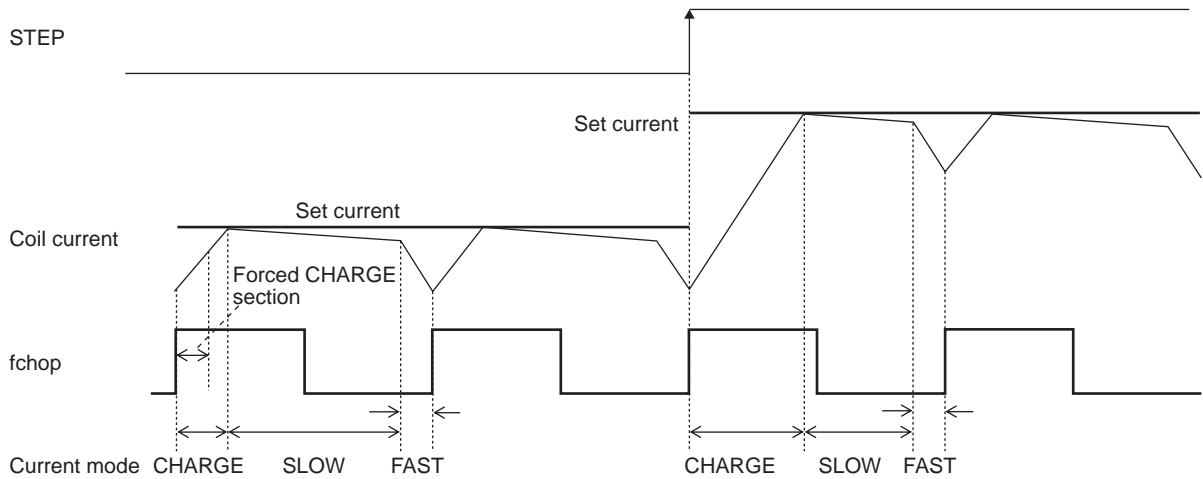 STEP
Set current
Set current
Coil current
Forced CHARGE
section
fchop
Current mode CHARGE SLOW FAST CHARGE SLOW FAST